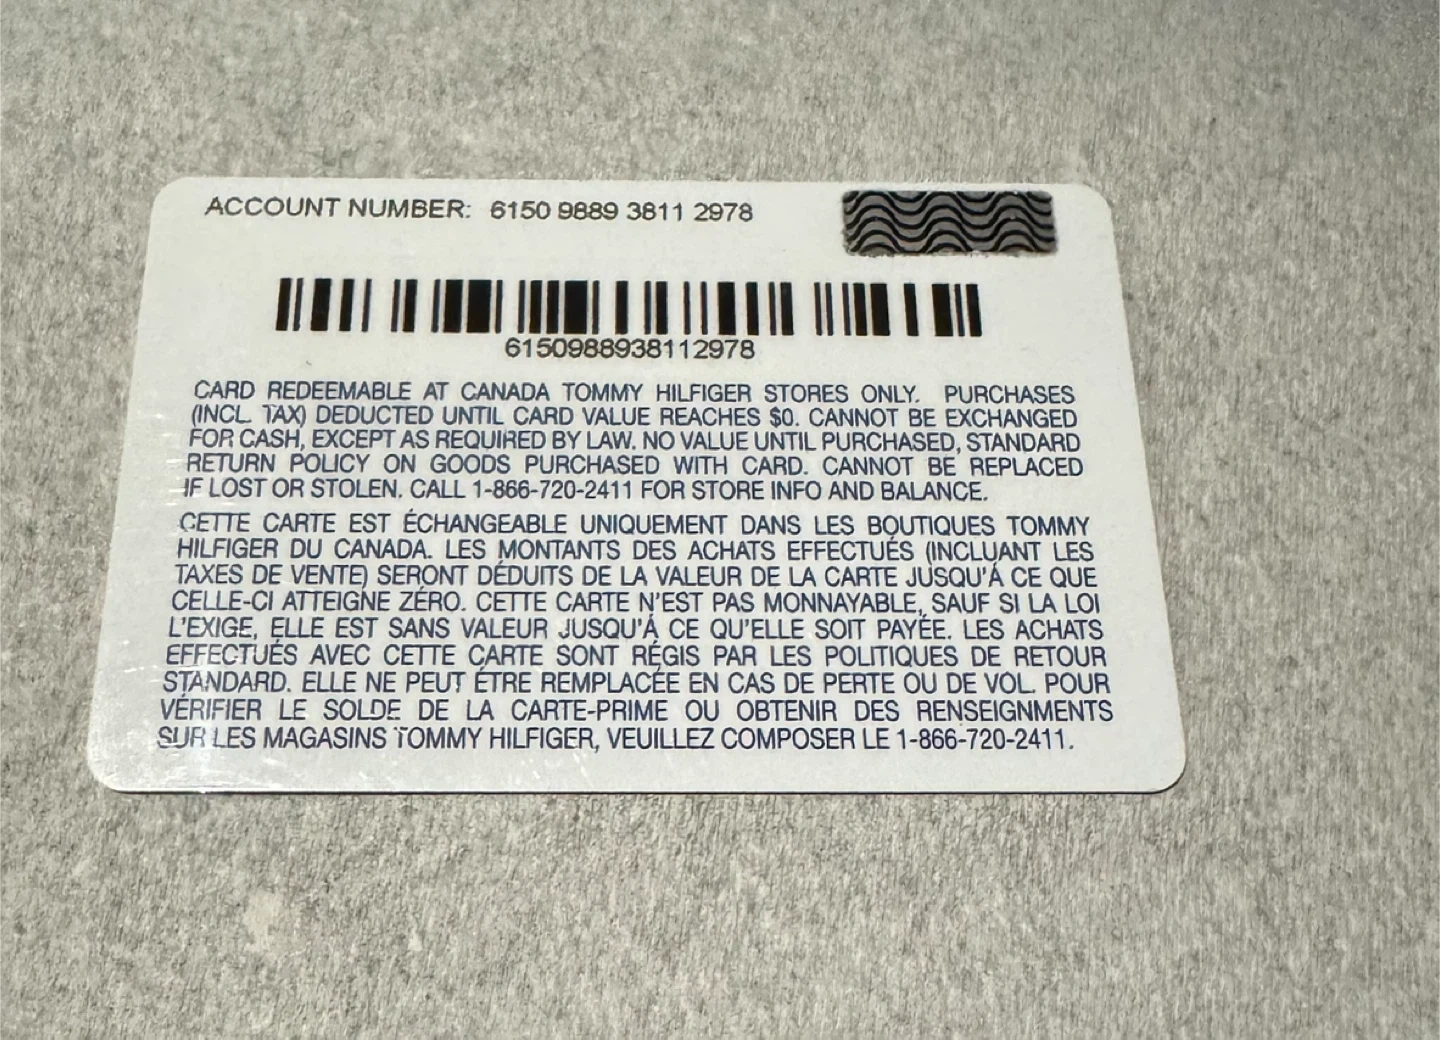 ACCOUNT NUMBER: 6150 9889 3811 2978
6150988938112978
CARD REDEEMABLE AT CANADA TOMMY HILFIGER STORES ONLY. PURCHASES
(INCL. TAX) DEDUCTED UNTIL CARD VALUE REACHES $0. CANNOT BE EXCHANGED
FOR CASH, EXCEPT AS REQUIRED BY LAW. NO VALUE UNTIL PURCHASED, STANDARD
RETURN POLICY ON GOODS PURCHASED WITH CARD. CANNOT BE REPLACED
IF LOST OR STOLEN. CALL 1-866-720-2411 FOR STORE INFO AND BALANCE.
CETTE CARTE EST ÉCHANGEABLE UNIQUEMENT DANS LES BOUTIQUES TOMMY
HILFIGER DU CANADA. LES MONTANTS DES ACHATS EFFECTUÉS (INCLUANT LES
TAXES DE VENTE) SERONT DÉDUITS DE LA VALEUR DE LA CARTE JUSQU'À CE QUE
CELLE-CI ATTEIGNE ZÉRO. CETTE CARTE N'EST PAS MONNAYABLE, SAUF SI LA LOI
L'EXIGE, ELLE EST SANS VALEUR JUSQU'À CE QU'ELLE SOIT PAYÉE. LES ACHATS
EFFECTUÉS AVEC CETTE CARTE SONT RÉGIS PAR LES POLITIQUES DE RETOUR
STANDARD. ELLE NE PEUT ÉTRE REMPLACÉE EN CAS DE PERTE OU DE VOL. POUR
VÉRIFIER LE SOLDE DE LA CARTE-PRIME OU OBTENIR DES RENSEIGNMENTS
SUR LES MAGASINS TOMMY HILFIGER, VEUILLEZ COMPOSER LE 1-866-720-2411.